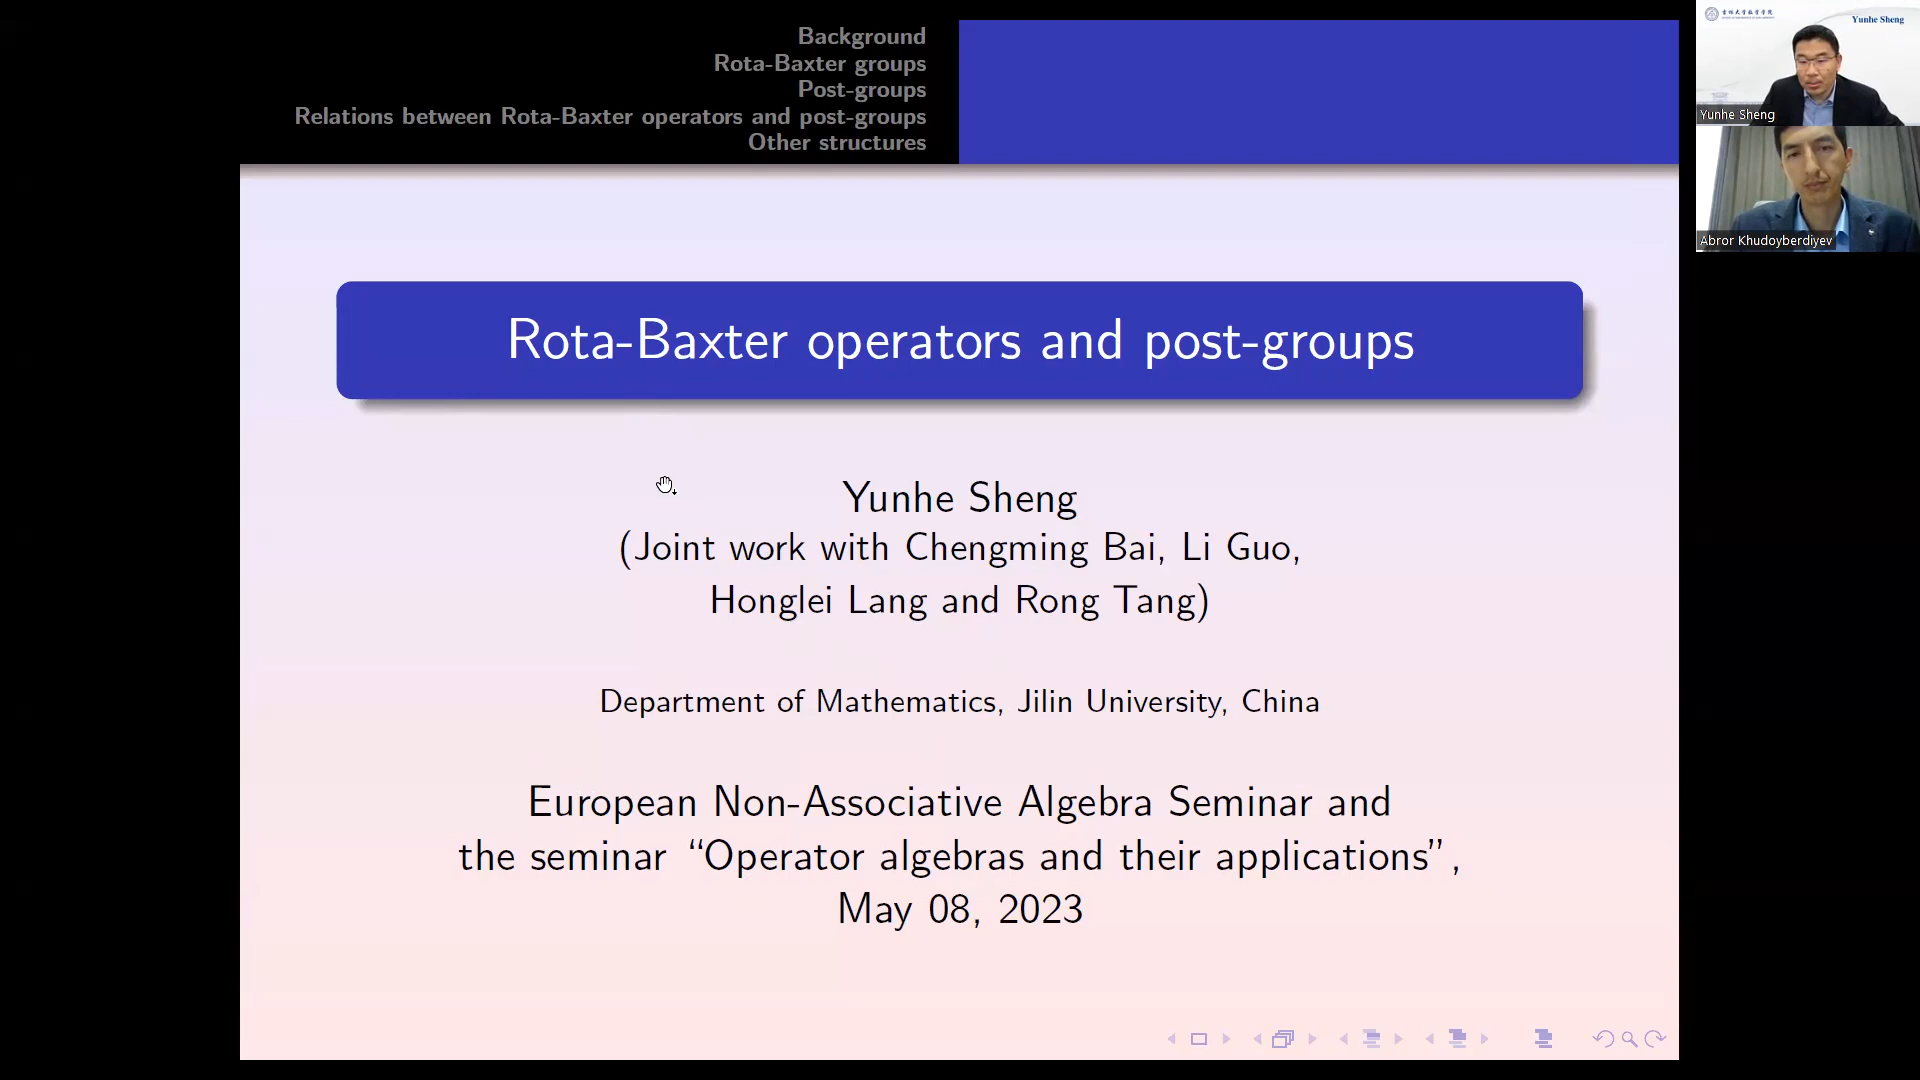 Background
Rota-Baxter groups
Post-groups
Relations between Rota-Baxter operators and post-groups
Other structures
Rota-Baxter operators and post-groups
Yunhe Sheng
(Joint work with Chengming Bai, Li Guo,
Honglei Lang and Rong Tang)
Department of Mathematics, Jilin University, China
European Non-Associative Algebra Seminar and
the seminar “Operator algebras and their applications”,
May 08, 2023
Yunhe Sheng
Yunhe Sheng
Abror Khudoyberdiyev